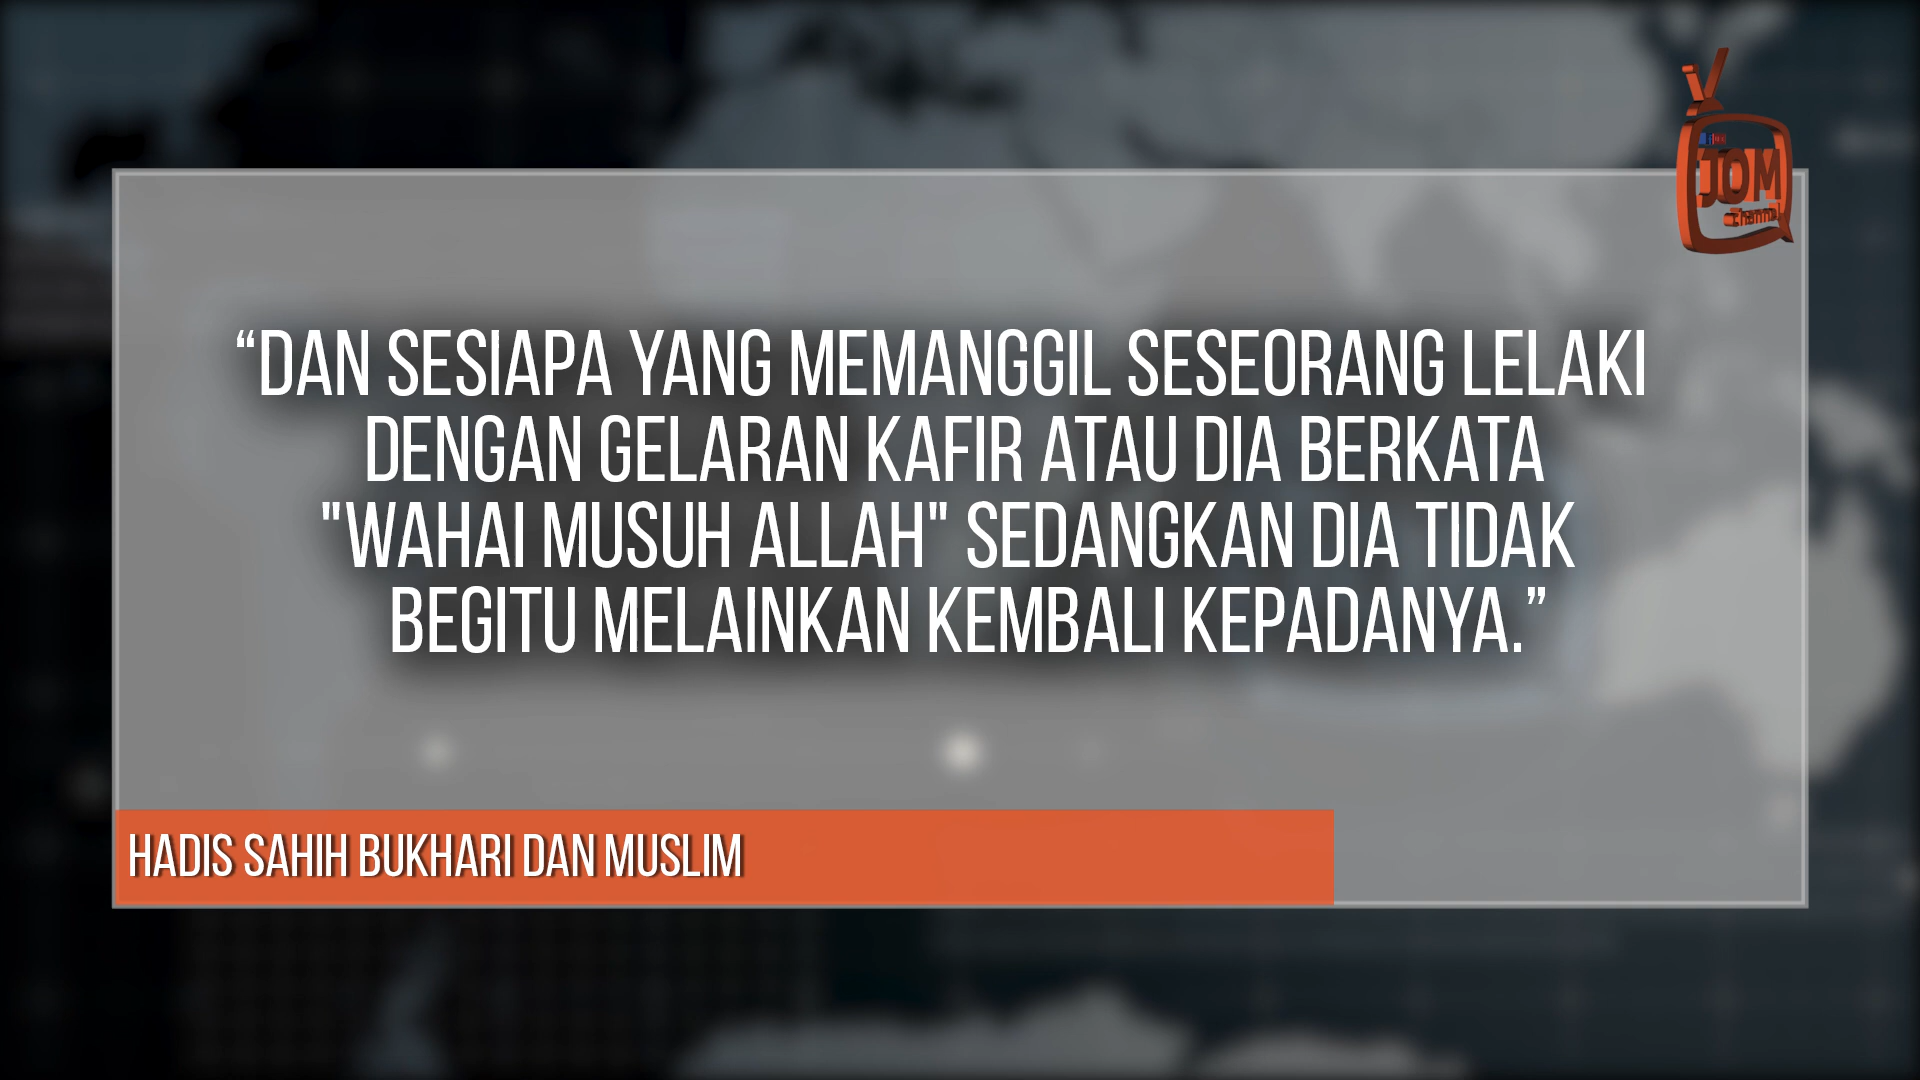 “DAN SESIAPA YANG MEMANGGIL SESEORANG LELAKI
DENGAN GELARAN KAFIR ATAU DIA BERKATA
"WAHAI MUSUH ALLAH" SEDANGKAN DIA TIDAK
BEGITU MELAINKAN KEMBALI KEPADANYA.”
HADIS SAHIH BUKHARI DAN MUSLIM
JOM
channel